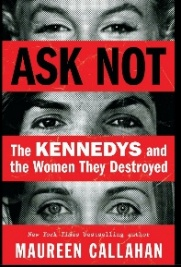 ASK NOT
The KENNEDYS and
the Women They Destroyed
New York Times bestselling author
MAUREEN CALLAHAN